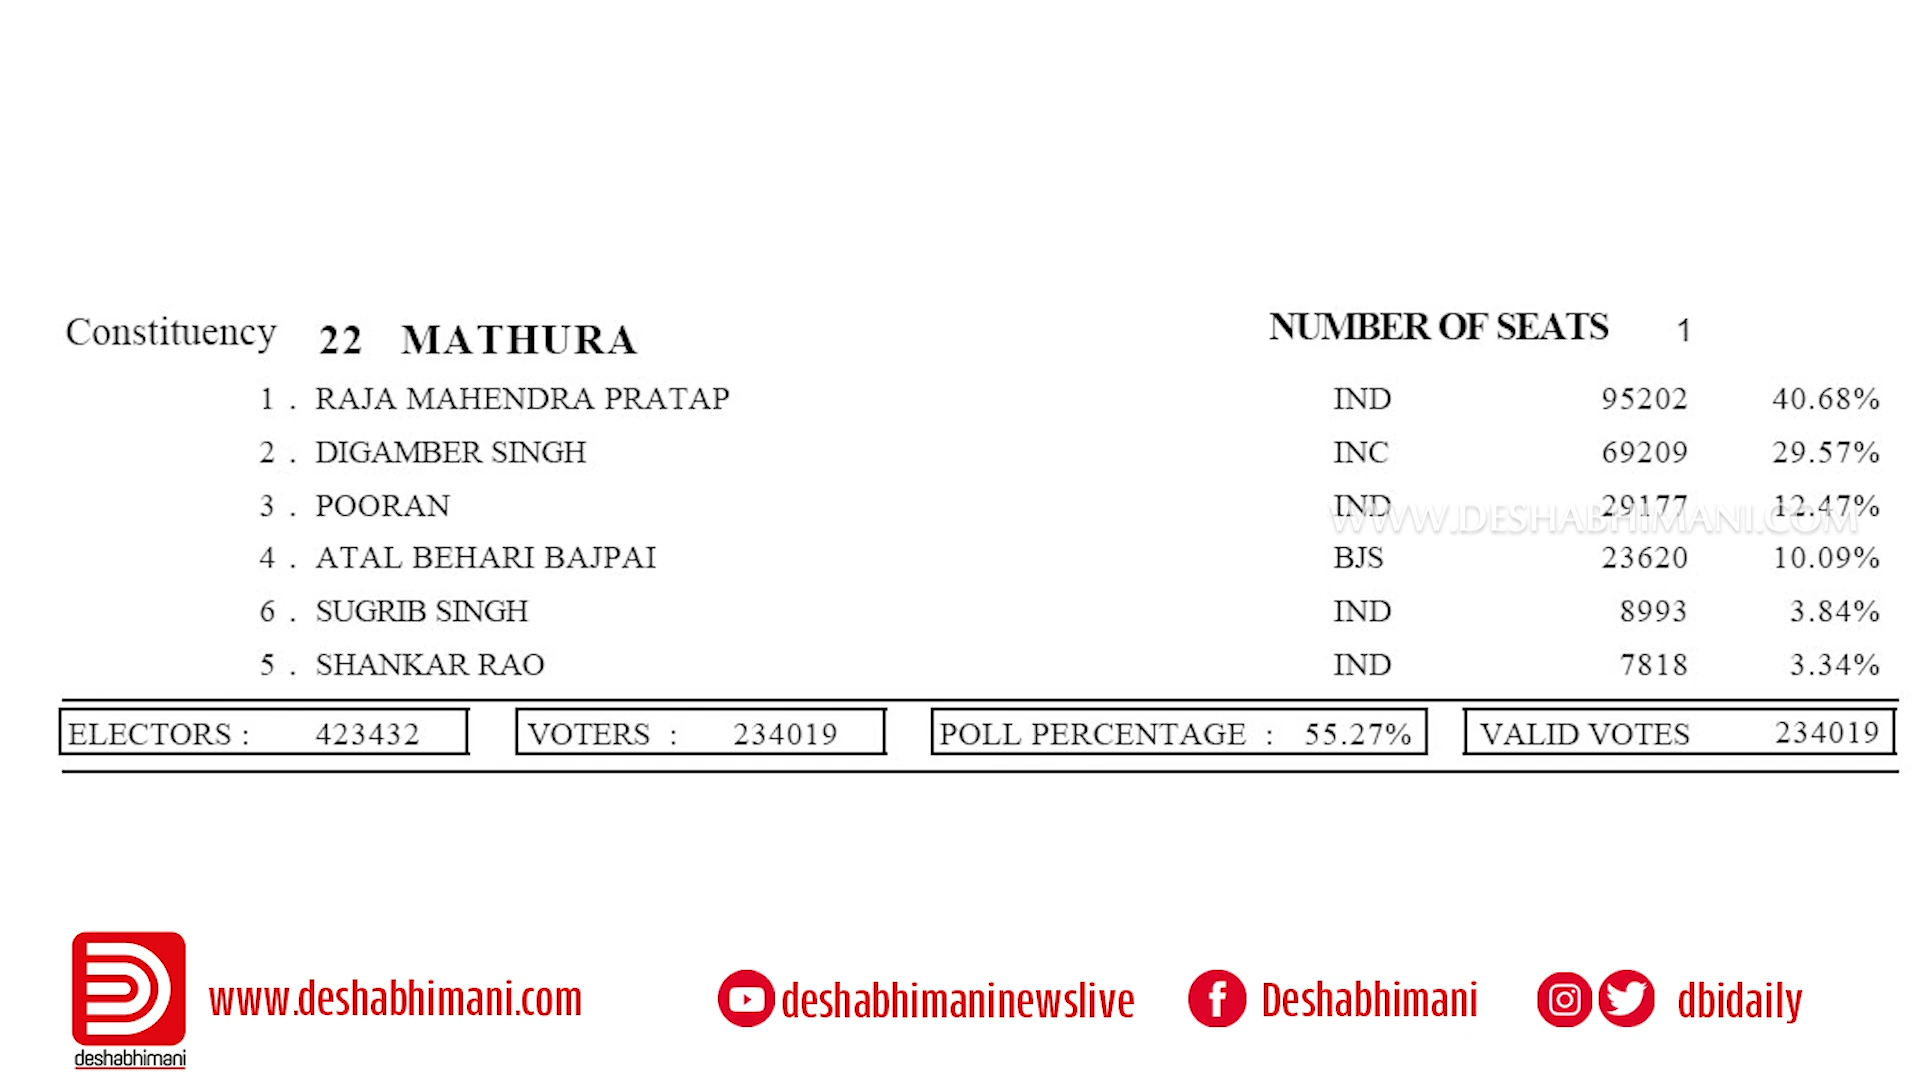 Constituency 22 MATHURA NUMBER OF SEATS 1
1 . RAJA MAHENDRA PRATAP IND 95202 40.68%
2 . DIGAMBER SINGH INC 69209 29.57%
3 . POORAN IND 29177 12.47%
WWW.DESHABHIMANI.COM
4 . ATAL BEHARI BAJPAI BJS 23620 10.09%
6 . SUGRIB SINGH IND 8993 3.84%
5 . SHANKAR RAO IND 7818 3.34%
ELECTORS : 423432 VOTERS : 234019 POLL PERCENTAGE : 55.27% VALID VOTES 234019
www.deshabhimani.com deshabhimaninewslive Deshabhimani dbidaily
deshabhimani